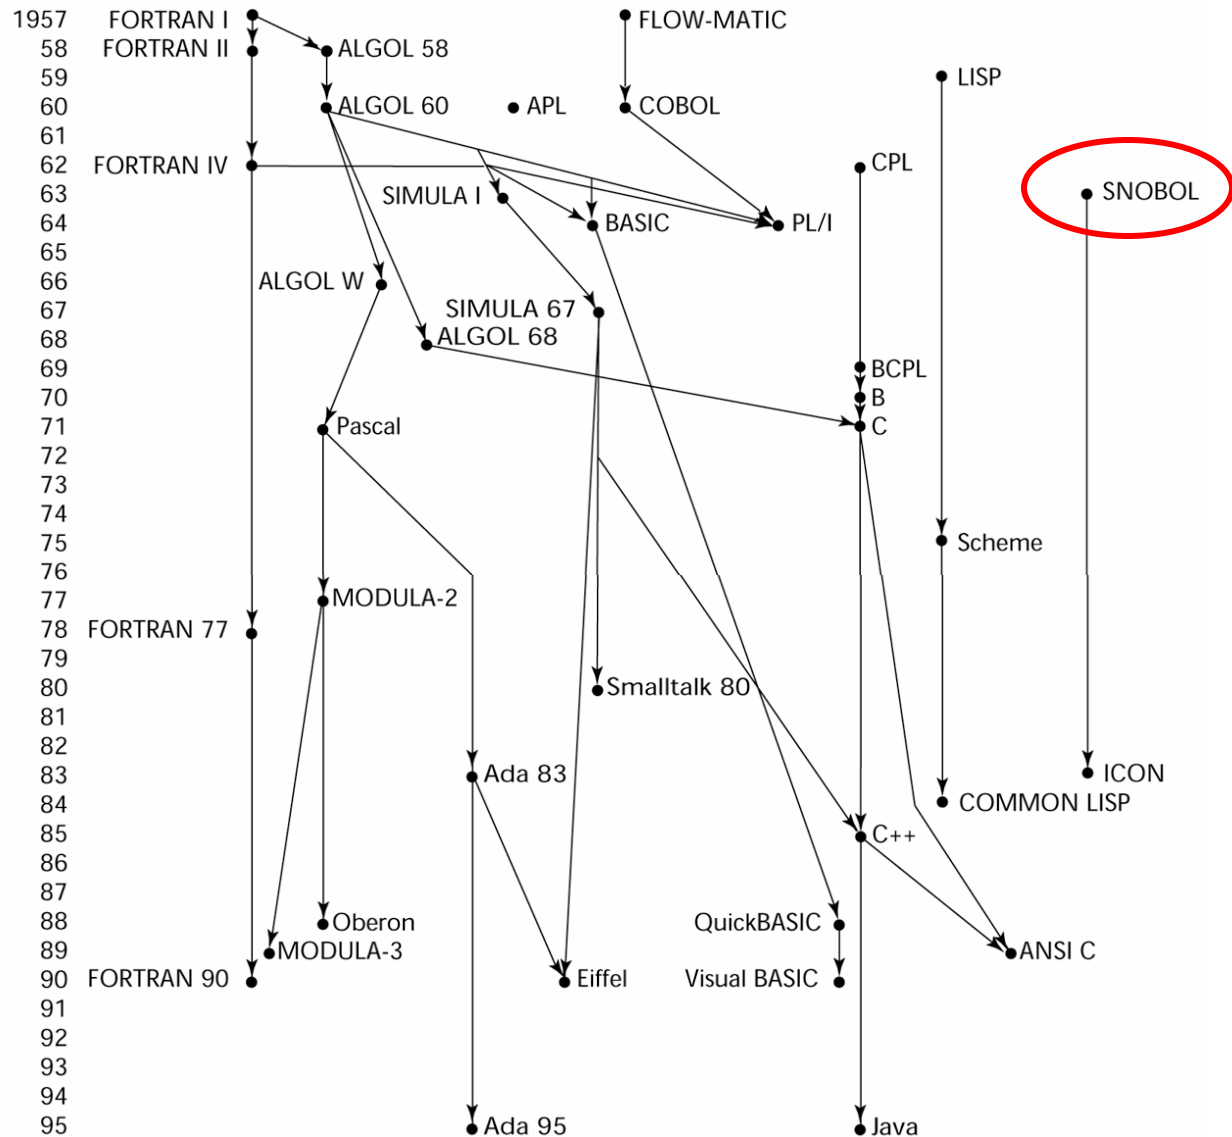 1957 FORTRAN I FLOW-MATIC
58 FORTRAN II ALGOL 58
59 LISP
60 ALGOL 60 APL COBOL
61
62 FORTRAN IV CPL
63 SIMULA I SNOBOL
64 BASIC PL/I
65
66 ALGOL W
67 SIMULA 67
68 ALGOL 68
69 BCPL
70 B
71 Pascal C
72
73
74
75 Scheme
76
77 MODULA-2
78 FORTRAN 77
79
80 Smalltalk 80
81
82
83 Ada 83 ICON
84 COMMON LISP
85 C++
86
87
88 Oberon QuickBASIC
89 MODULA-3 ANSI C
90 FORTRAN 90 Eiffel Visual BASIC
91
92
93
94
95 Ada 95 Java